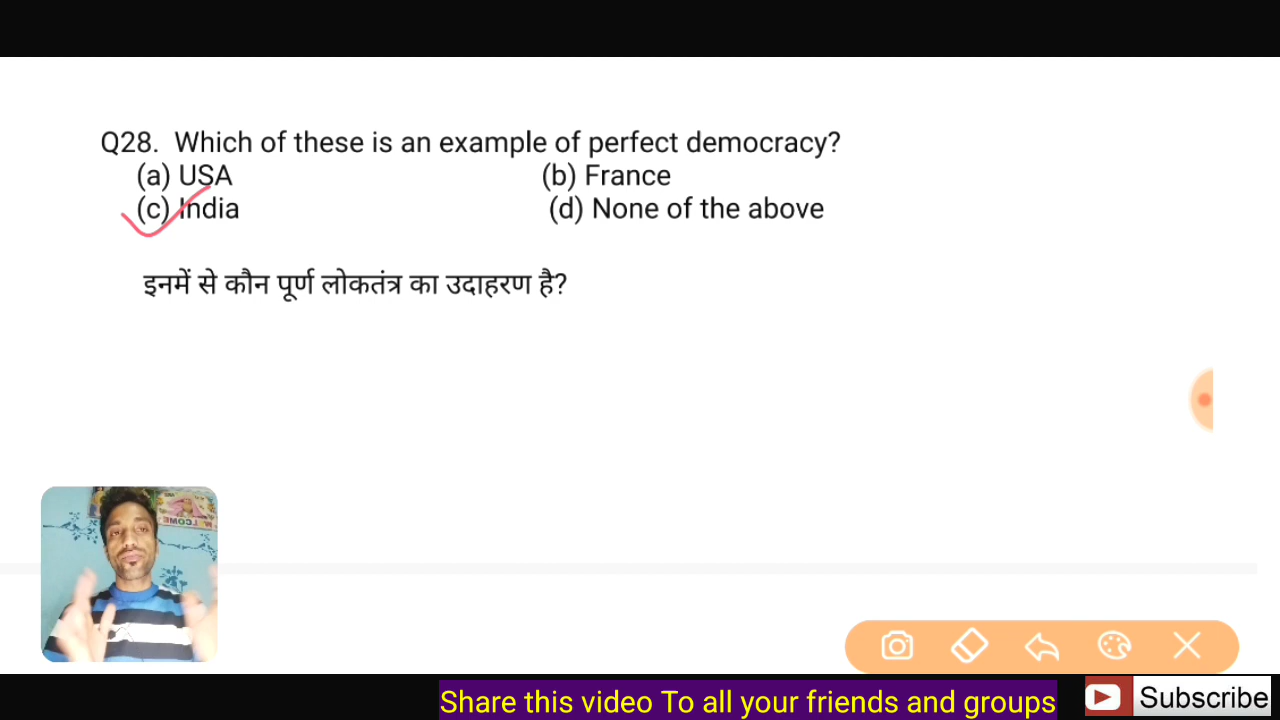 Q28. Which of these is an example of perfect democracy?
(a) USA (b) France
(c) India (d) None of the above
इनमें से कौन पूर्ण लोकतंत्र का उदाहरण है?
Share this video To all your friends and groups
Subscribe